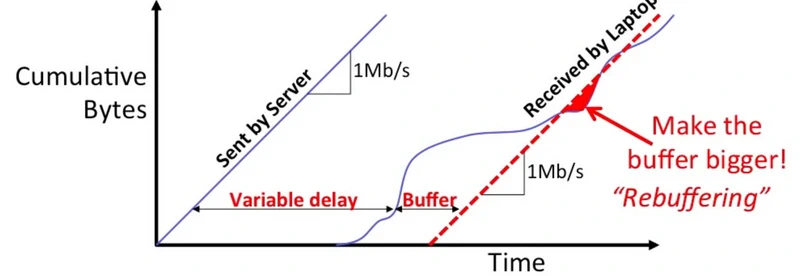 Cumulative
Bytes
Sent by Server
1Mb/s
Received by Laptop
Make the
buffer bigger!
“Rebuffering”
1Mb/s
Variable delay
Buffer
Time